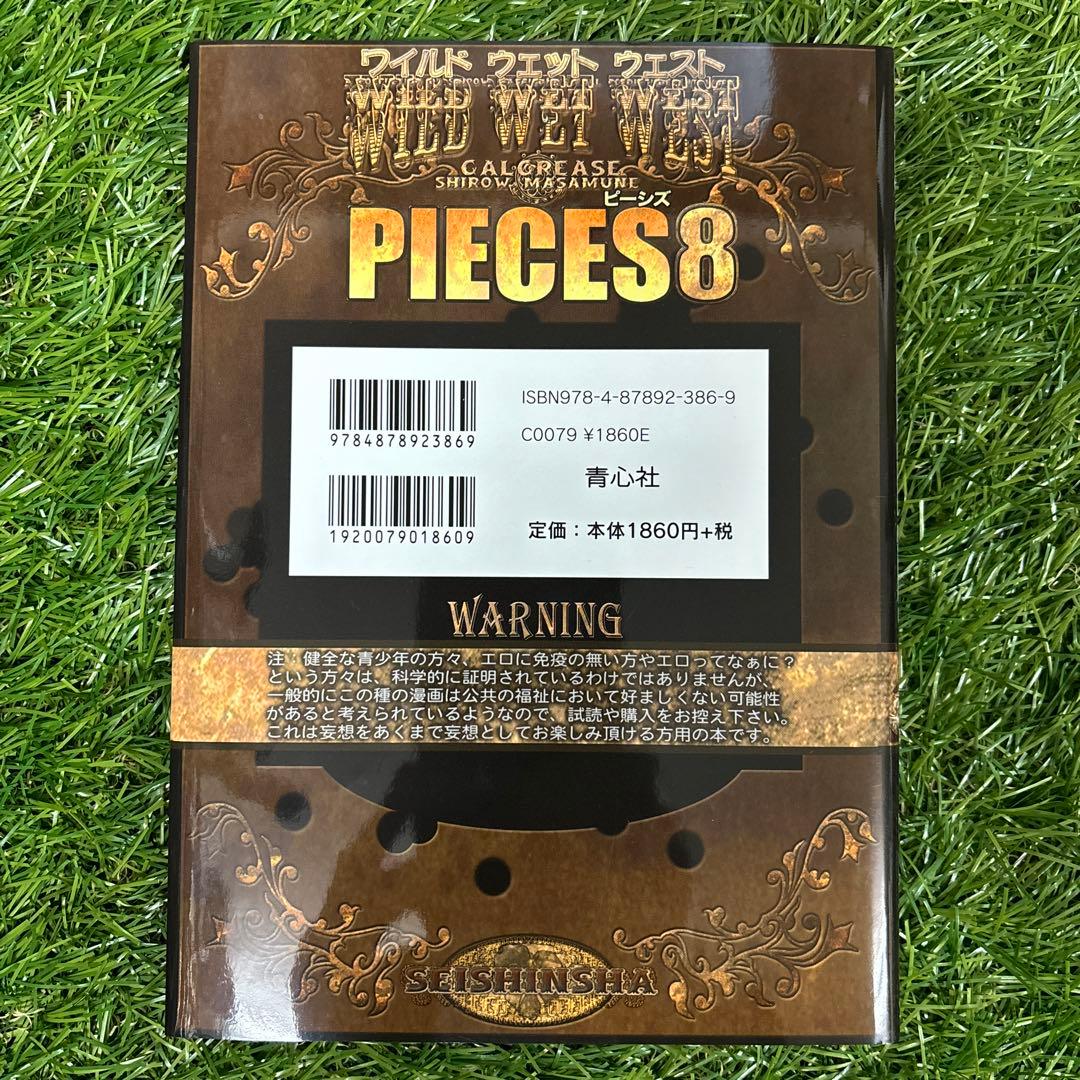 ワイルド ウェット ウェスト
WILD WET WEST
WILD WET WEST
GALGREASE
SHIROW MASAMUNE
ピーシズ
PIECES8
ISBN978-4-87892-386-9
9784878923869
C0079 ¥1860E
青心社
1920079018609
定価：本体1860円+税
WARNING
注：健全な青少年の方々、エロに免疫の無い方やエロってなぁに？
という方々は、科学的に証明されているわけではありませんが、
一般的にこの種の漫画は公共の福祉において好ましくない可能性
があると考えられているようなので、試読や購入をお控え下さい。
これは妄想をあくまで妄想としてお楽しみ頂ける方用の本です。
SEISHINSHA